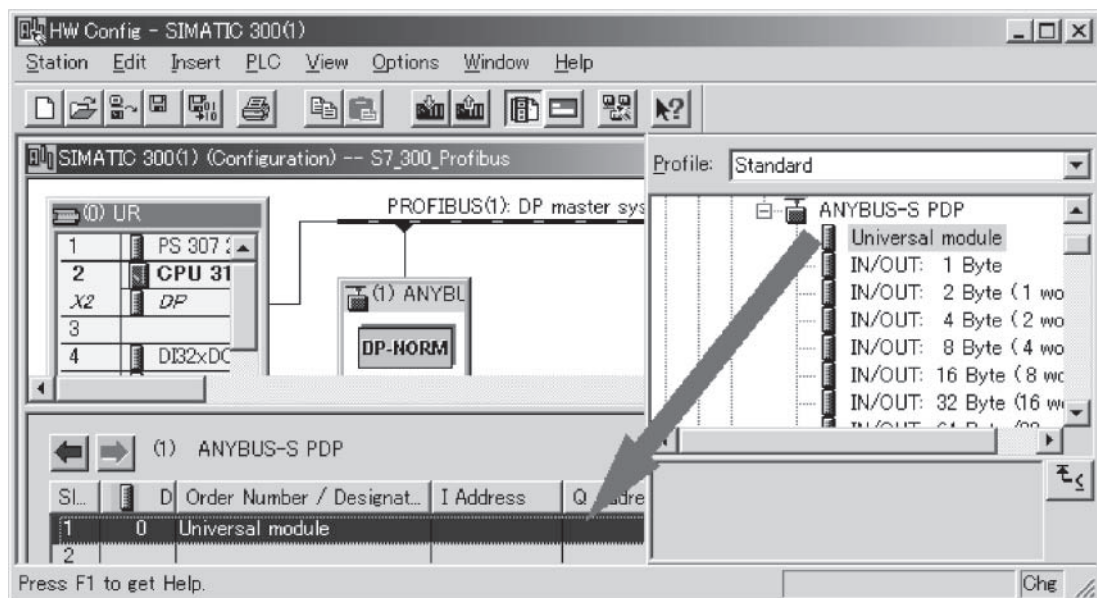 HW Config - SIMATIC 300(1)
Station Edit Insert PLC View Options Window Help
SIMATIC 300(1) (Configuration) -- S7_300_Profibus
(0) UR
1 PS 307
2 CPU 31
X2 DP
3
4 DI32xDC
PROFIBUS(1): DP master sys
(1) ANYBL
DP-NORM
Profile: Standard
ANYBUS-S PDP
Universal module
IN/OUT: 1 Byte
IN/OUT: 2 Byte ( 1 wo
IN/OUT: 4 Byte ( 2 wo
IN/OUT: 8 Byte ( 4 wo
IN/OUT: 16 Byte ( 8 wo
IN/OUT: 32 Byte (16 w
(1) ANYBUS-S PDP
Sl... D Order Number / Designat... I Address Q
1 0 Universal module
2
Press F1 to get Help.
Chg